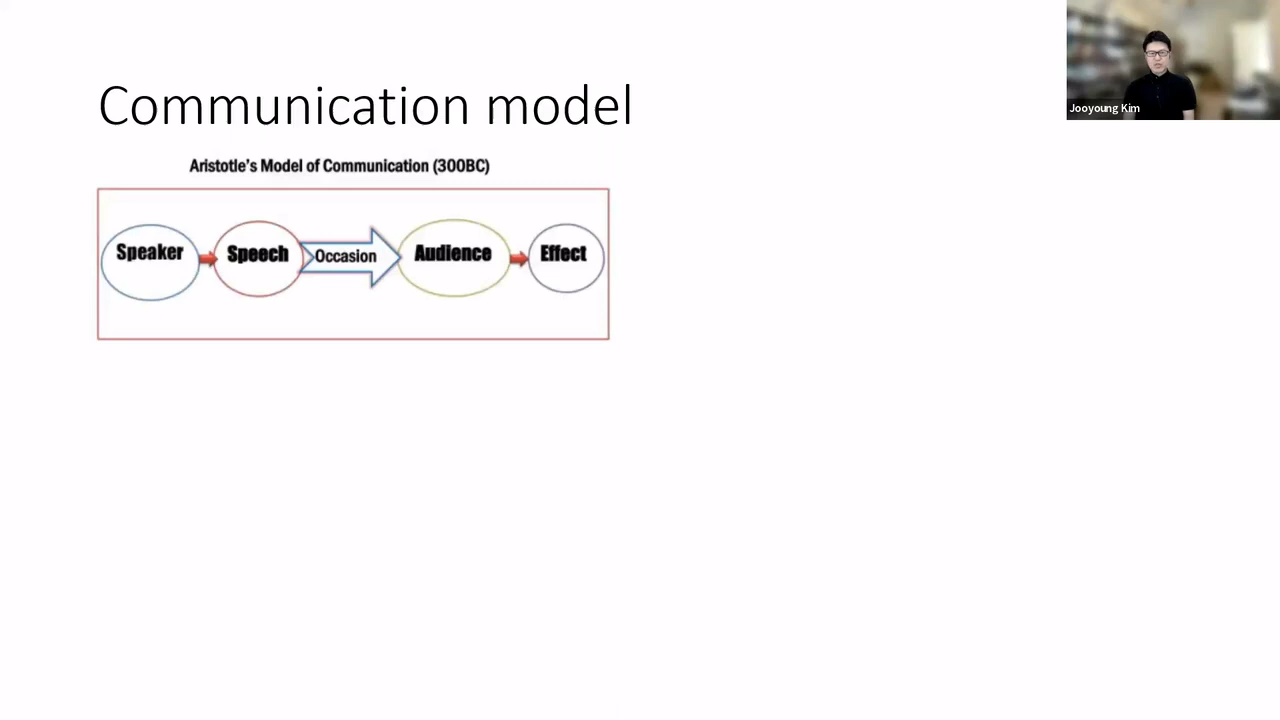 Communication model
Jooyoung Kim
Aristotle's Model of Communication (300BC)
Speaker
Speech
Occasion
Audience
Effect